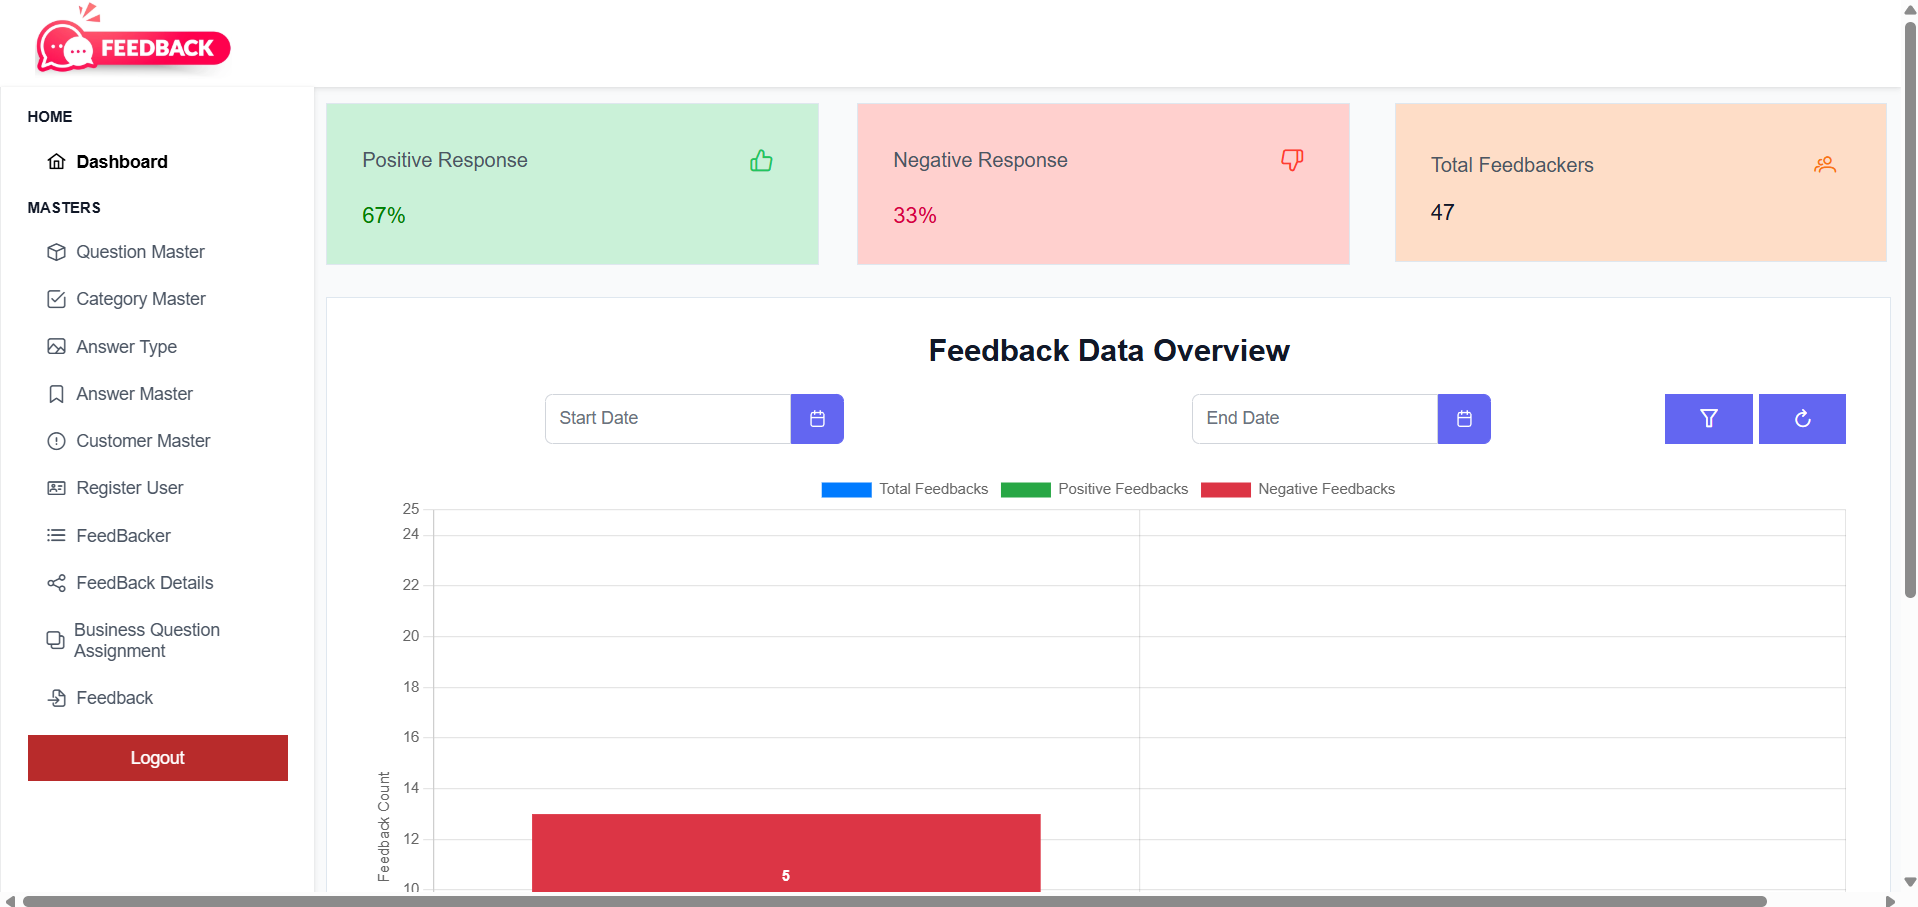 FEEDBACK
HOME
Dashboard
MASTERS
Question Master
Category Master
Answer Type
Answer Master
Customer Master
Register User
FeedBacker
FeedBack Details
Business Question
Assignment
Feedback
Logout
Positive Response
67%
Negative Response
33%
Total Feedbackers
47
Feedback Data Overview
Start Date
End Date
Total Feedbacks
Positive Feedbacks
Negative Feedbacks
25
24
22
20
18
16
14
12
10
Feedback Count
5